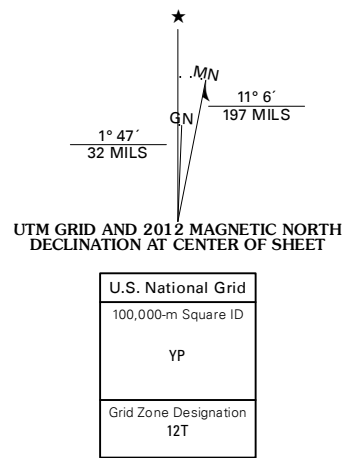 ★
MN
GN
11° 6´
197 MILS
1° 47´
32 MILS
UTM GRID AND 2012 MAGNETIC NORTH
DECLINATION AT CENTER OF SHEET
U.S. National Grid
100,000-m Square ID
YP
Grid Zone Designation
12T